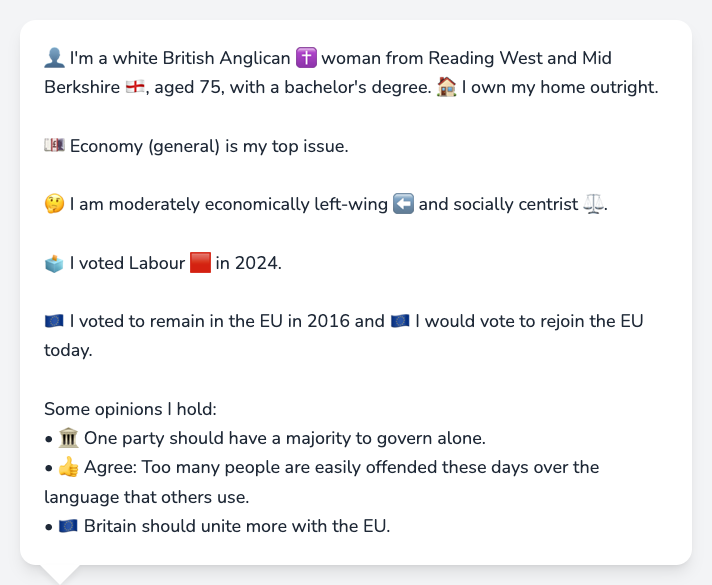 👤 I'm a white British Anglican ✝️ woman from Reading West and Mid
Berkshire 🏴󠁧󠁢󠁥󠁮󠁧󠁿, aged 75, with a bachelor's degree. 🏠 I own my home outright.
💷 Economy (general) is my top issue.
🤔 I am moderately economically left-wing ⬅️ and socially centrist ⚖️.
🗳️ I voted Labour 🟥 in 2024.
🇪🇺 I voted to remain in the EU in 2016 and 🇪🇺 I would vote to rejoin the EU
today.
Some opinions I hold:
• 🏛️ One party should have a majority to govern alone.
• 👍 Agree: Too many people are easily offended these days over the
language that others use.
• 🇪🇺 Britain should unite more with the EU.